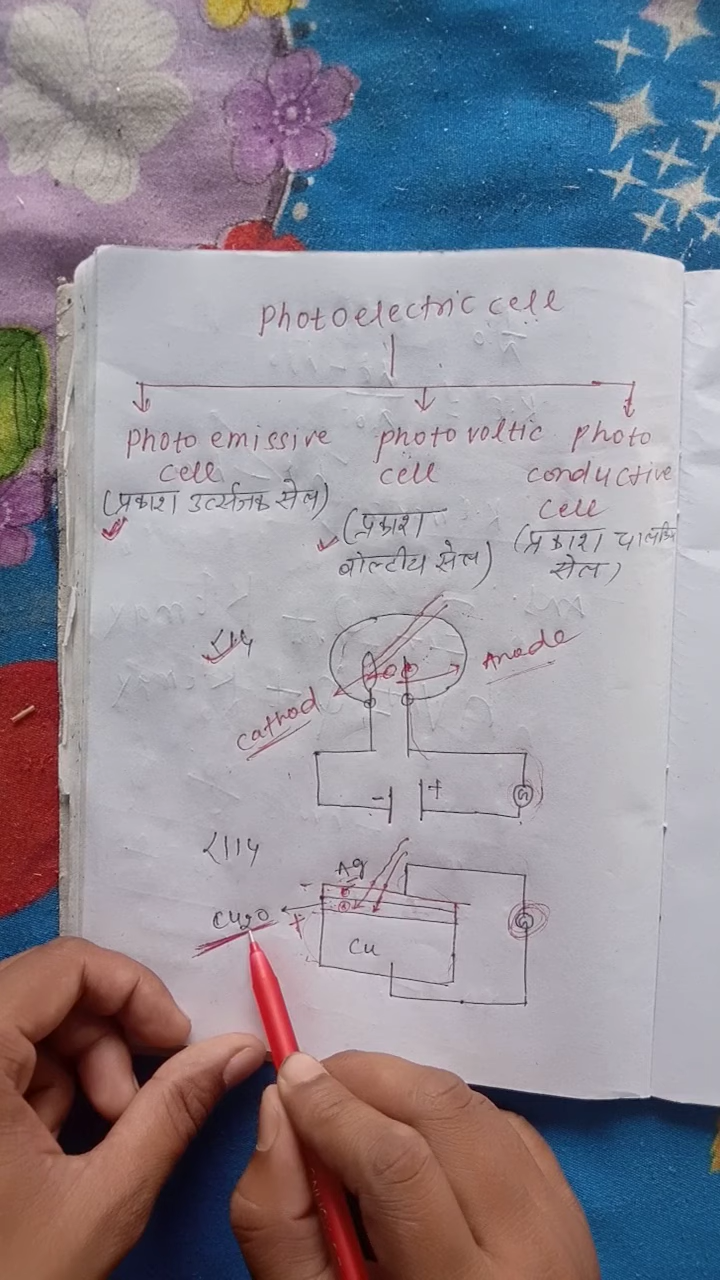 photoelectric cell
photo emissive cell
(प्रकाश उत्सर्जक सेल)
photo voltic cell
(प्रकाश वोल्टीय सेल)
photo conductive cell
(प्रकाश चालकीय सेल)
Cathod
Anode
- +
G
Ag
-
Cu2O
+
Cu
G